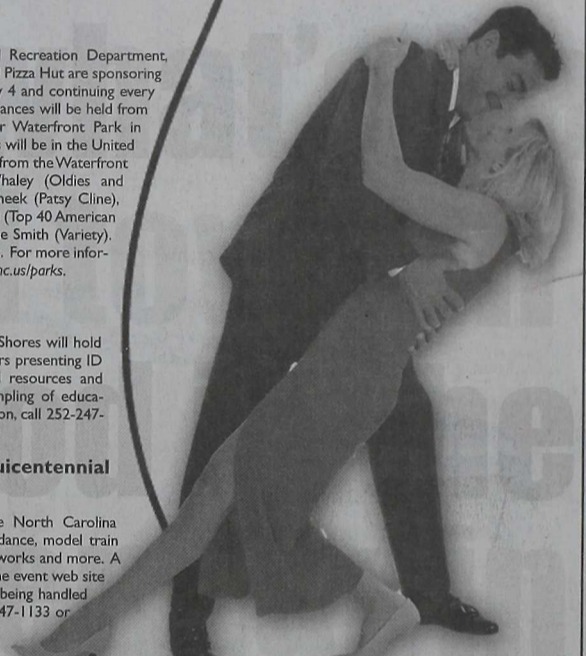 Recreation Department,
Pizza Hut are sponsoring
4 and continuing every
ances will be held from
r Waterfront Park in
will be in the United
from the Waterfront
haley (Oldies and
heek (Patsy Cline),
(Top 40 American
e Smith (Variety).
. For more infor-
nc.us/parks.
Shores will hold
rs presenting ID
resources and
npling of educa-
on, call 252-247-
uicentennial
e North Carolina
dance, model train
works and more. A
ne event web site
being handled
47-1133 or